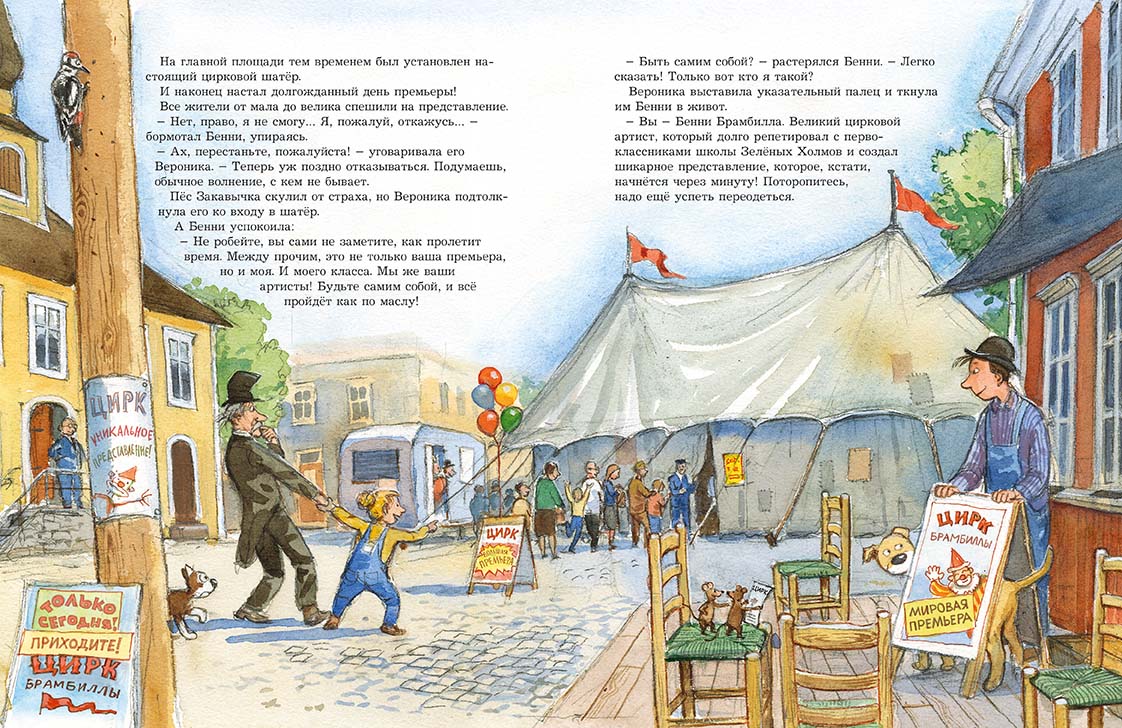 На главной площади тем временем был установлен на-
стоящий цирковой шатёр.
И наконец настал долгожданный день премьеры!
Все жители от мала до велика спешили на представление.
– Нет, право, я не смогу... Я, пожалуй, откажусь... –
бормотал Бенни, упираясь.
– Ах, перестаньте, пожалуйста! – уговаривала его
Вероника. – Теперь уж поздно отказываться. Подумаешь,
обычное волнение, с кем не бывает.
Пёс Закавычка скулил от страха, но Вероника подтолк-
нула его ко входу в шатёр.
А Бенни успокоила:
– Не робейте, вы сами не заметите, как пролетит
время. Между прочим, это не только ваша премьера,
но и моя. И моего класса. Мы же ваши
артисты! Будьте самим собой, и всё
пройдёт как по маслу!
– Быть самим собой? – растерялся Бенни. – Легко
сказать! Только вот кто я такой?
Вероника выставила указательный палец и ткнула
им Бенни в живот.
– Вы – Бенни Брамбилла. Великий цирковой
артист, который долго репетировал с перво-
классниками школы Зелёных Холмов и создал
шикарное представление, которое, кстати,
начнётся через минуту! Поторопитесь,
надо ещё успеть переодеться.
ЦИРК
УНИКАЛЬНОЕ
ПРЕДСТАВЛЕНИЕ!
ТОЛЬКО
СЕГОДНЯ!
ПРИХОДИТЕ!
ЦИРК
БРАМБИЛЛЫ
ЦИРК
ПРЕМЬЕРА
ЦИРК
БРАМБИЛЛЫ
МИРОВАЯ
ПРЕМЬЕРА